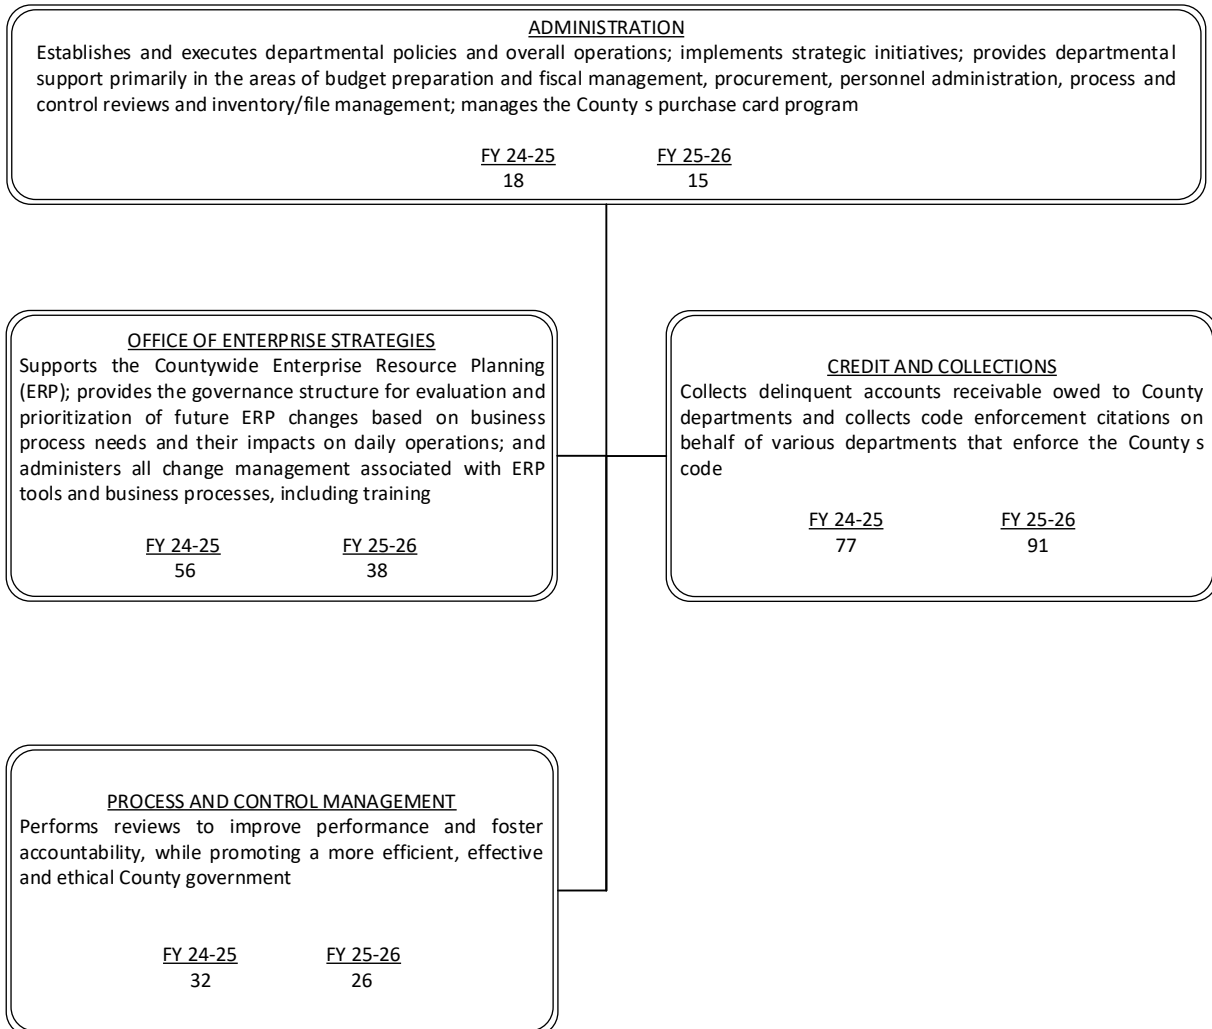 ADMINISTRATION
Establishes and executes departmental policies and overall operations; implements strategic initiatives; provides departmental
support primarily in the areas of budget preparation and fiscal management, procurement, personnel administration, process and
control reviews and inventory/file management; manages the County s purchase card program
FY 24-25 FY 25-26
18 15
OFFICE OF ENTERPRISE STRATEGIES
Supports the Countywide Enterprise Resource Planning
(ERP); provides the governance structure for evaluation and
prioritization of future ERP changes based on business
process needs and their impacts on daily operations; and
administers all change management associated with ERP
tools and business processes, including training
FY 24-25 FY 25-26
56 38
CREDIT AND COLLECTIONS
Collects delinquent accounts receivable owed to County
departments and collects code enforcement citations on
behalf of various departments that enforce the County s
code
FY 24-25 FY 25-26
77 91
PROCESS AND CONTROL MANAGEMENT
Performs reviews to improve performance and foster
accountability, while promoting a more efficient, effective
and ethical County government
FY 24-25 FY 25-26
32 26